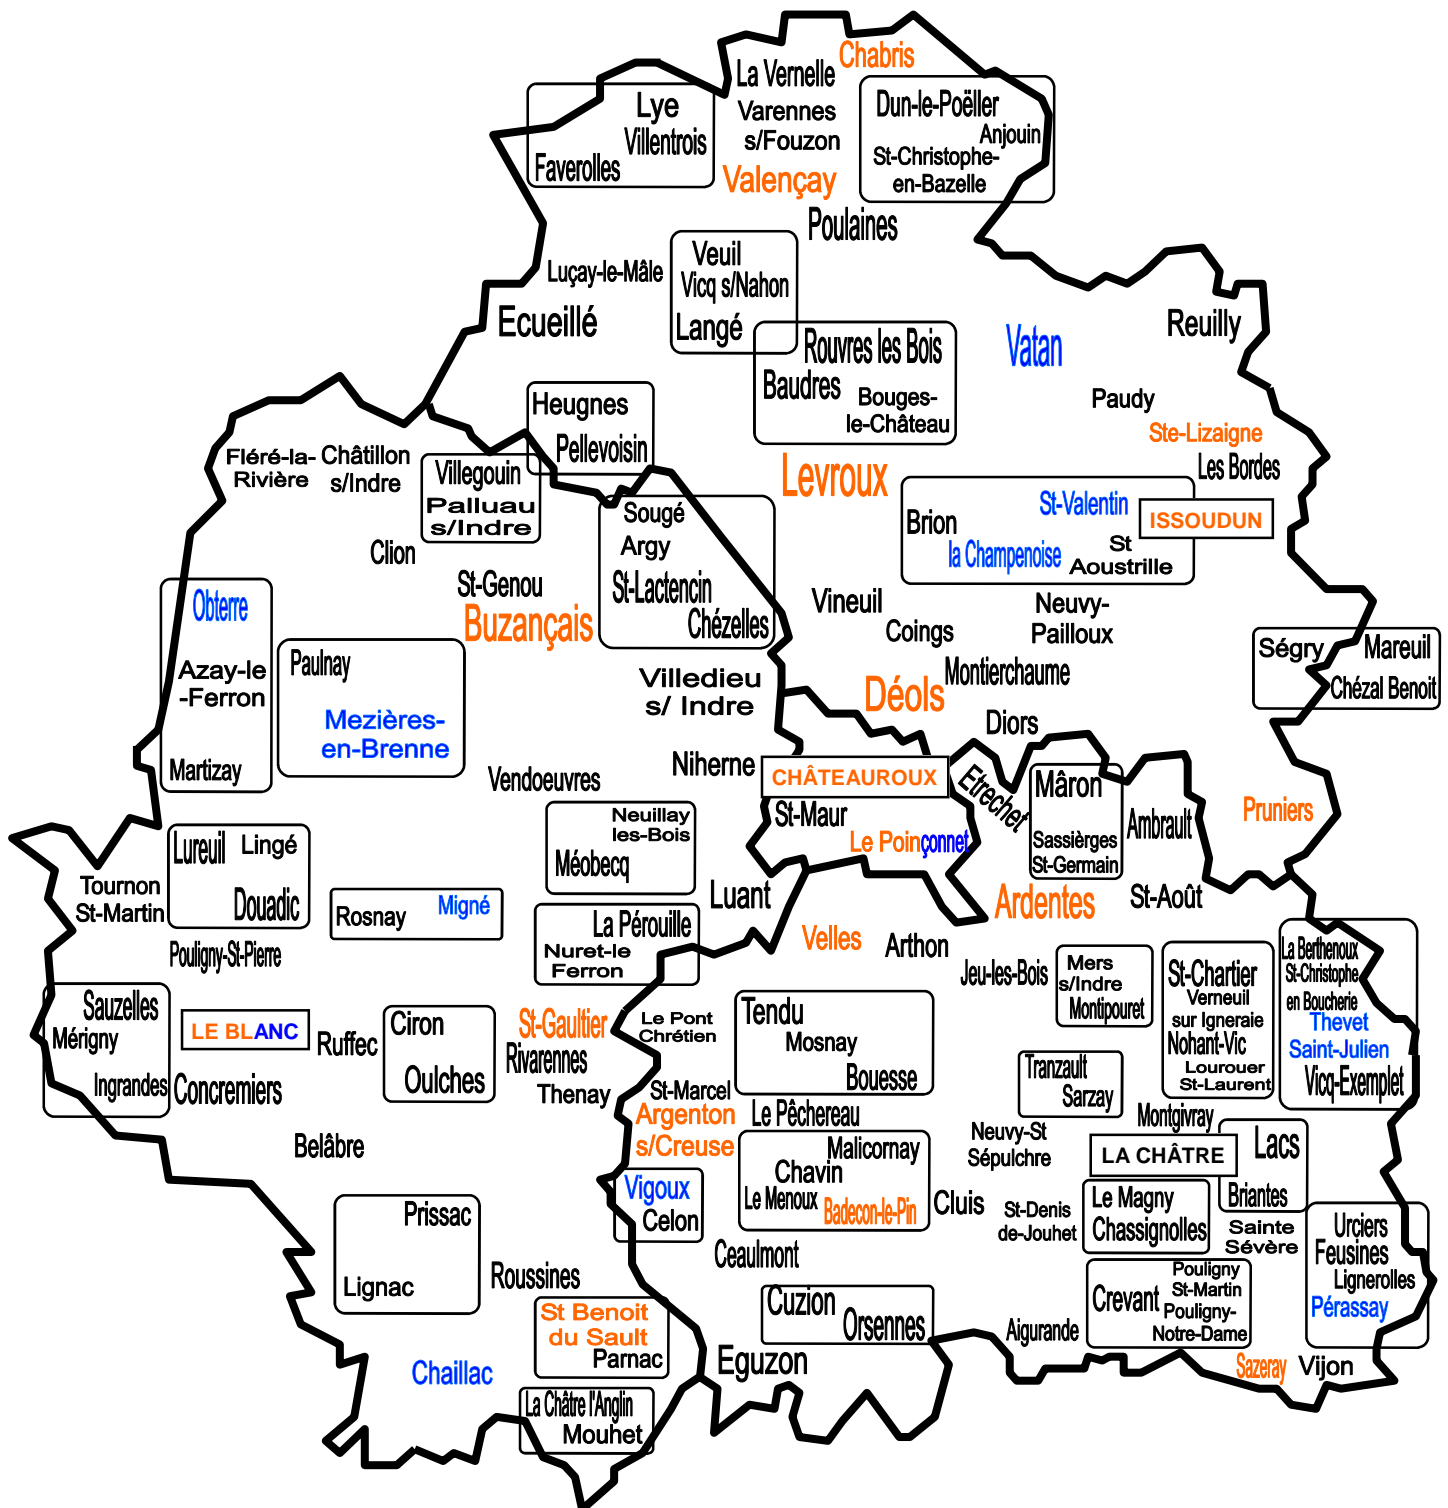 Chabris
La Vernelle
Lye
Varennes
s/Fouzon
Villentrois
Faverolles
Dun-le-Poëller
Anjouin
St-Christophe-
en-Bazelle
Valençay
Poulaines
Luçay-le-Mâle
Veuil
Vicq s/Nahon
Langé
Ecueillé
Reuilly
Vatan
Rouvres les Bois
Baudres
Bouges-
le-Château
Paudy
Heugnes
Pellevoisin
Ste-Lizaigne
Les Bordes
Fléré-la-
Rivière
Châtillon
s/Indre
Villegouin
Palluau
s/Indre
Levroux
Sougé
Argy
St-Lactencin
Chézelles
Brion
St-Valentin
la Champenoise
St
Aoustrille
ISSOUDUN
Clion
St-Genou
Buzançais
Vineuil
Coings
Neuvy-
Pailloux
Obterre
Azay-le
-Ferron
Martizay
Paulnay
Mezières-
en-Brenne
Villedieu
s/ Indre
Montierchaume
Déols
Diors
Ségry
Mareuil
Chézal Benoit
Vendoeuvres
Niherne
CHÂTEAUROUX
Etrechet
Mâron
Sassièrges
St-Germain
Ambrault
Pruniers
St-Maur
Le Poinçonnet
Neuillay
les-Bois
Méobecq
Lureuil
Lingé
Douadic
Tournon
St-Martin
Rosnay
Migné
Luant
Ardentes
St-Août
La Pérouille
Nuret-le
Ferron
Velles
Arthon
Pouligny-St-Pierre
Jeu-les-Bois
Mers
s/Indre
Montipouret
St-Chartier
Verneuil
sur Igneraie
Nohant-Vic
Lourouer
St-Laurent
La Berthenoux
St-Christophe
en Boucherie
Thevet
Saint-Julien
Vicq-Exemplet
Sauzelles
Mérigny
Ingrandes
LE BLANC
Ruffec
Ciron
Oulches
St-Gaultier
Rivarennes
Thenay
Le Pont
Chrétien
Tendu
Mosnay
Bouesse
Concremiers
St-Marcel
Argenton
s/Creuse
Le Pêchereau
Tranzault
Sarzay
Montgivray
Belâbre
Neuvy-St
Sépulchre
LA CHÂTRE
Lacs
Briantes
Malicornay
Chavin
Le Menoux
Badecon-le-Pin
Vigoux
Celon
Cluis
St-Denis
de-Jouhet
Le Magny
Chassignolles
Sainte
Sévère
Urciers
Feusines
Lignerolles
Pérassay
Prissac
Lignac
Ceaulmont
Roussines
Crevant
Pouligny
St-Martin
Pouligny-
Notre-Dame
Cuzion
Orsennes
St Benoit
du Sault
Parnac
Aigurande
Eguzon
Sazeray
Vijon
Chaillac
La Châtre l'Anglin
Mouhet